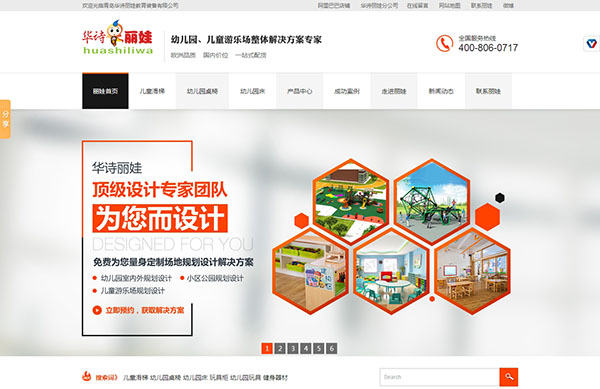 欢迎光临青岛华诗丽娃教育装备有限公司
阿里巴巴店铺 华诗丽娃分公司 在线留言 网站地图 联系丽娃 微博
华诗丽娃
huashiliwa
幼儿园、儿童游乐场整体解决方案专家
欧洲品质 国内价位 一站式配货
全国服务热线
400-806-0717
分享
丽娃首页 儿童滑梯 幼儿园桌椅 幼儿园床 产品中心 成功案例 走进丽娃 新闻动态 联系丽娃
华诗丽娃
顶级设计专家团队
为您而设计
DESIGNED FOR YOU
免费为您量身定制场地规划设计解决方案
幼儿园室内外规划设计 小区公园规划设计
儿童游乐场规划设计
立即预约，获取解决方案
1 2 3 4 5 6
搜索词》 儿童滑梯 幼儿园桌椅 幼儿园床 玩具柜 幼儿园玩具 健身器材
Search